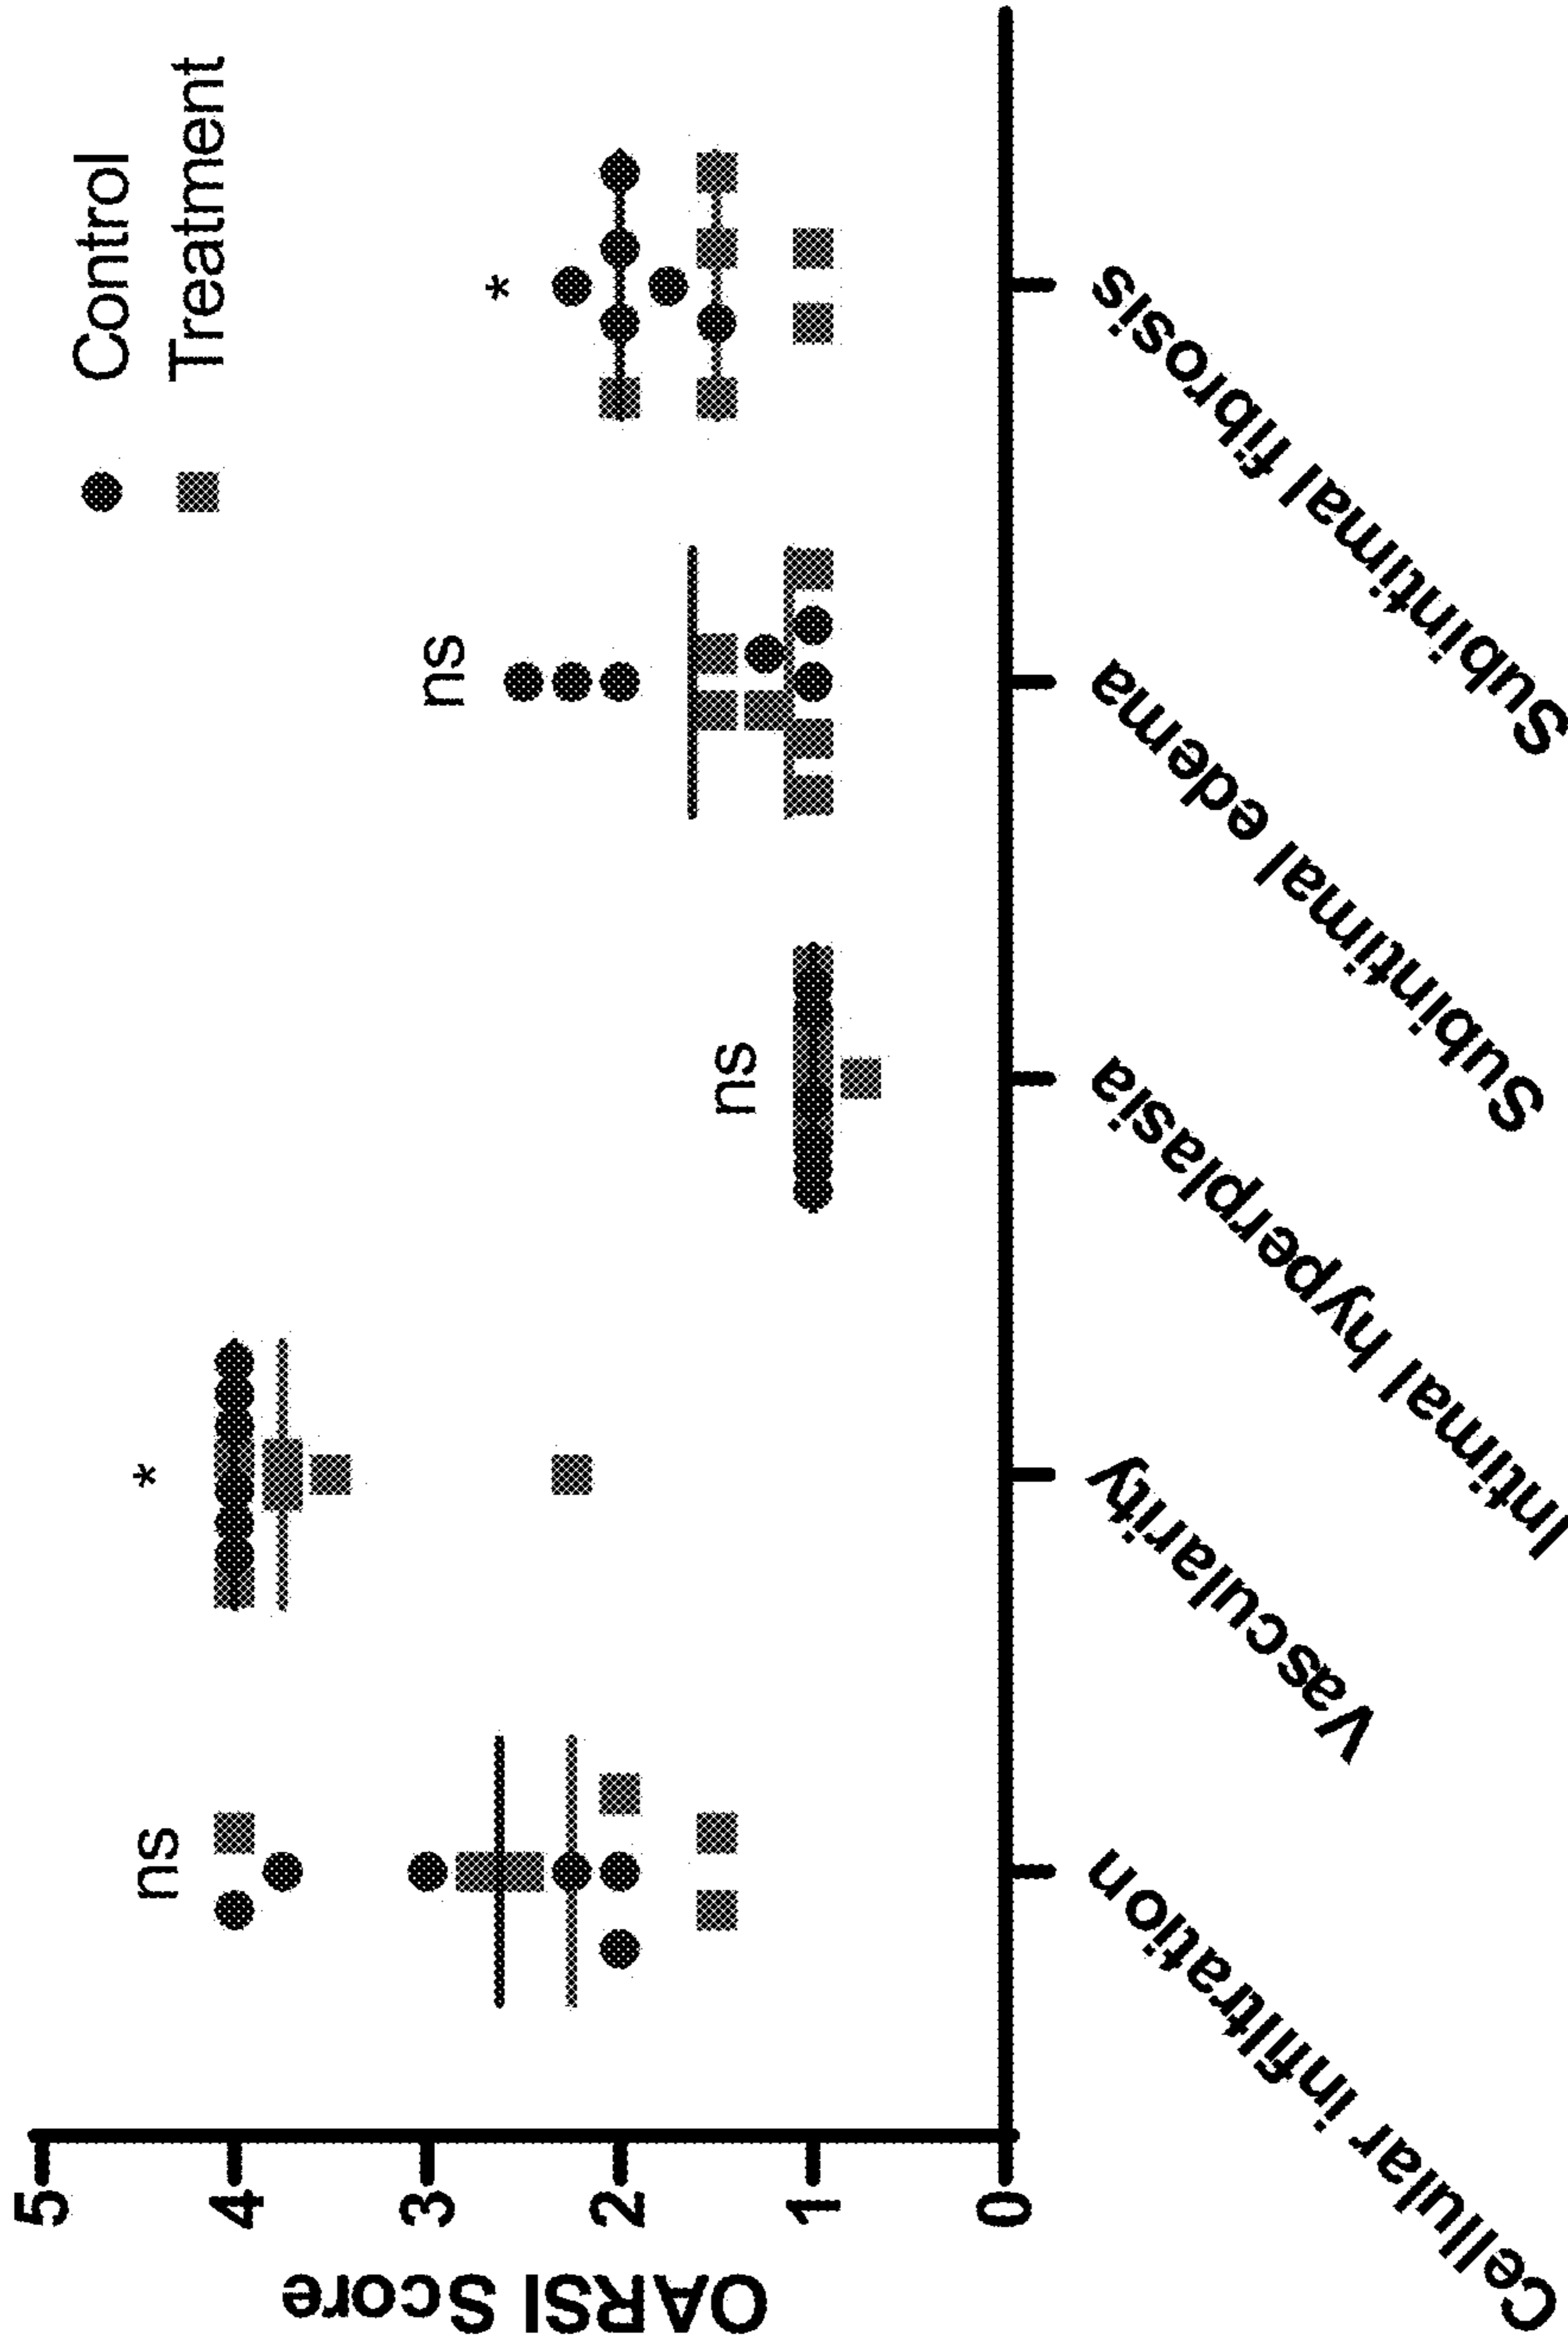 Control
Treatment
OARSI Score
5
4
3
2
1
0
ns
*
ns
ns
*
Cellular infiltration
Vascularity
Intimal hyperplasia
Subintimal edema
Subintimal fibrosis